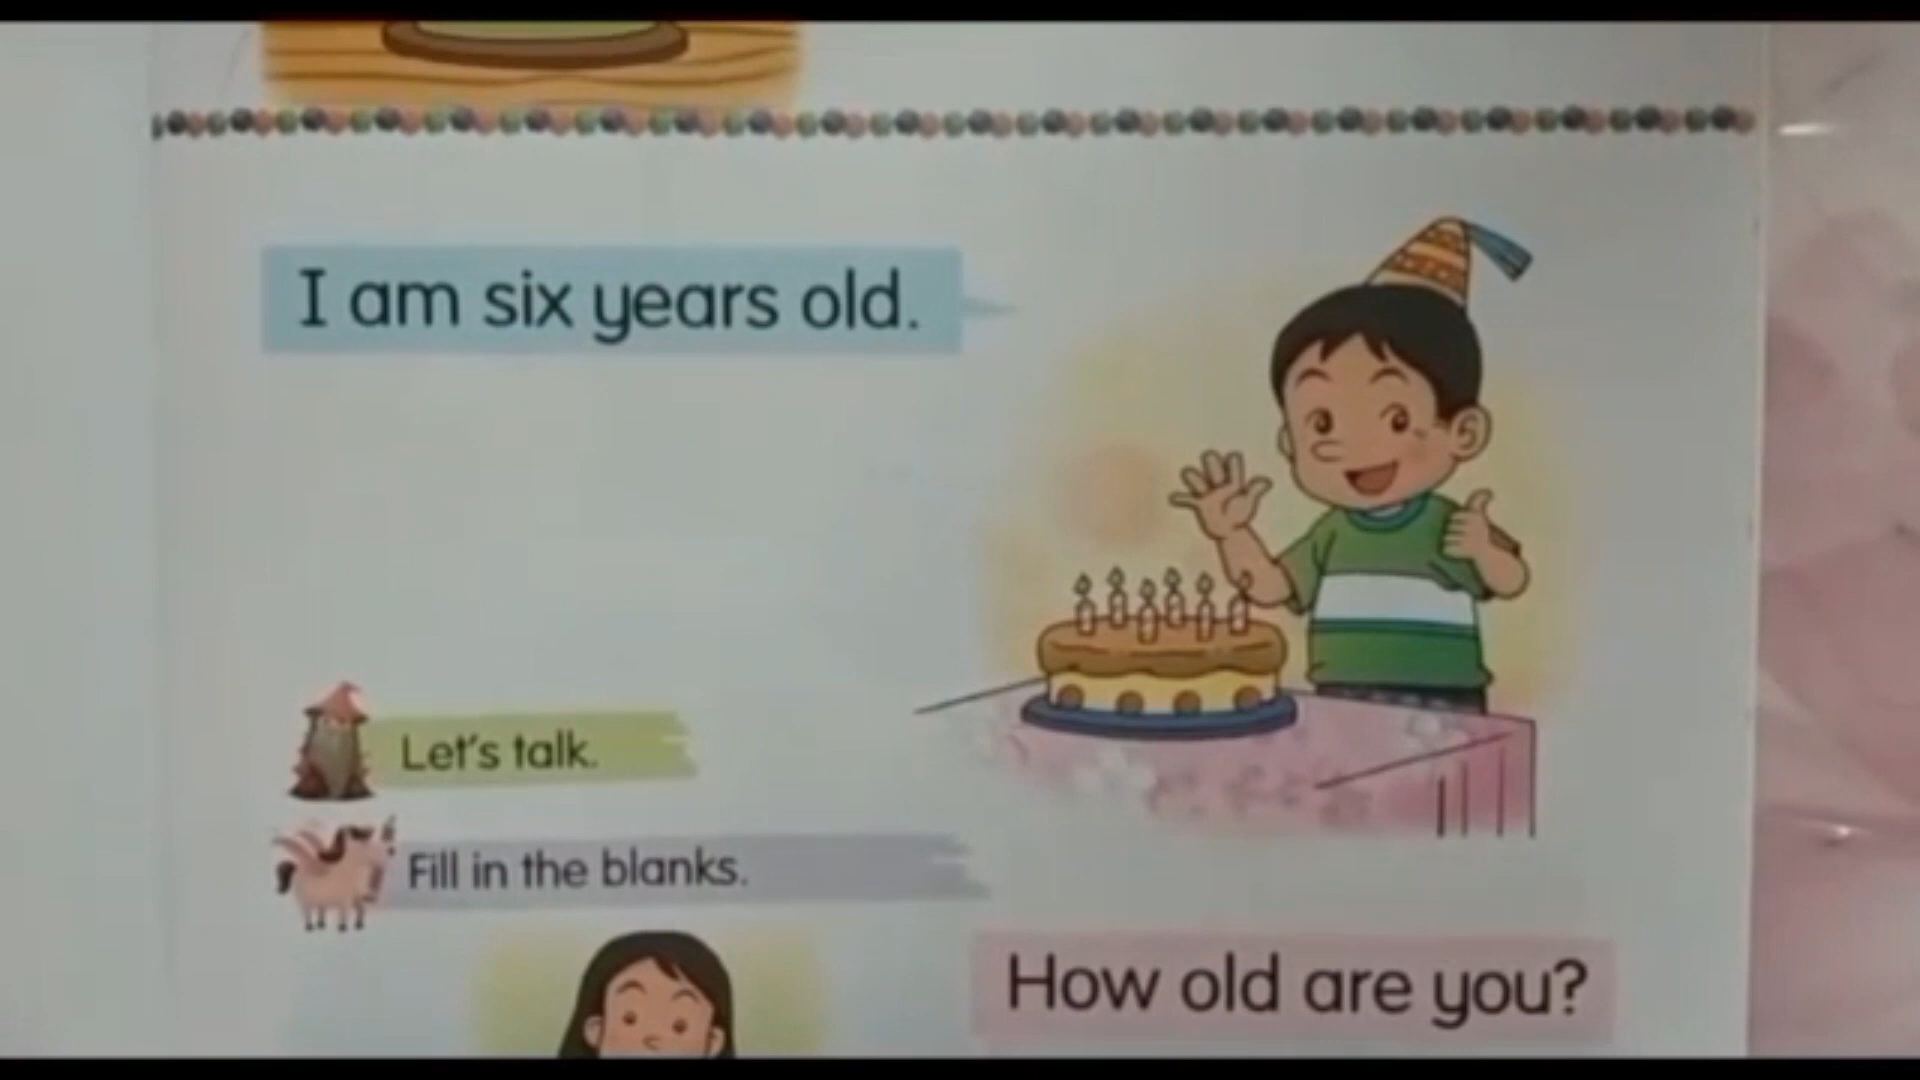 I am six years old.
Let's talk.
Fill in the blanks.
How old are you?